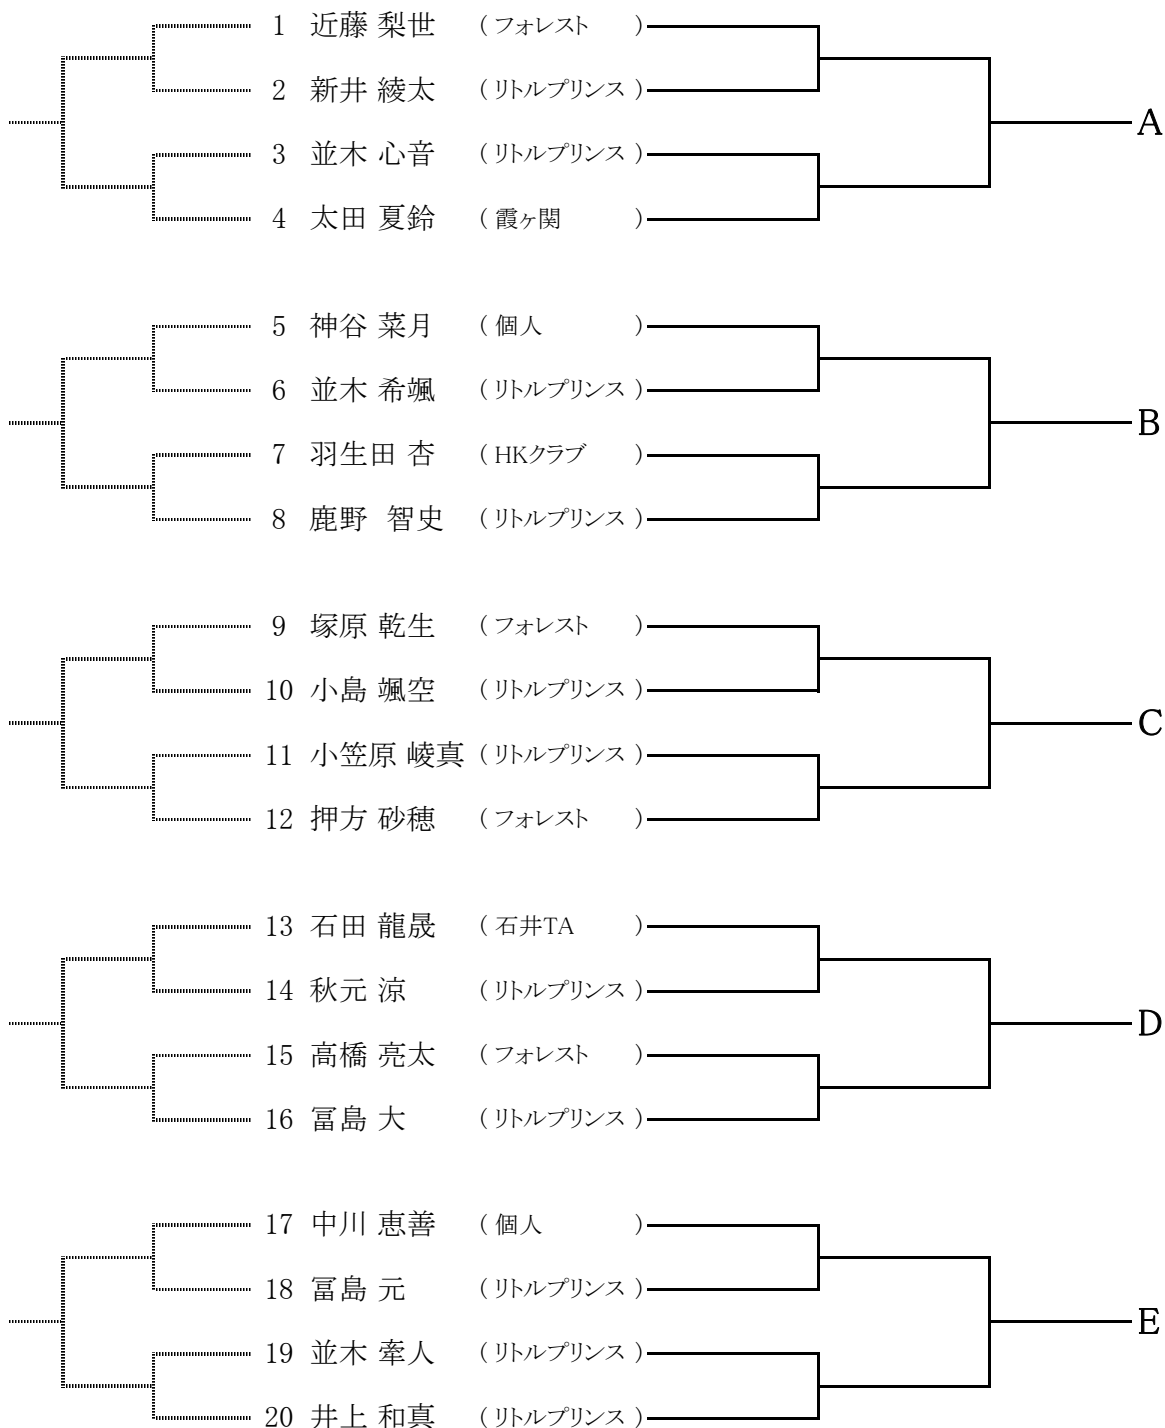 1 近藤 梨世 ( フォレスト )
2 新井 綾太 ( リトルプリンス )
A
3 並木 心音 ( リトルプリンス )
4 太田 夏鈴 ( 霞ヶ関 )
5 神谷 菜月 ( 個人 )
6 並木 希颯 ( リトルプリンス )
B
7 羽生田 杏 ( HKクラブ )
8 鹿野 智史 ( リトルプリンス )
9 塚原 乾生 ( フォレスト )
10 小島 颯空 ( リトルプリンス )
C
11 小笠原 崚真 ( リトルプリンス )
12 押方 砂穂 ( フォレスト )
13 石田 龍晟 ( 石井TA )
14 秋元 涼 ( リトルプリンス )
D
15 高橋 亮太 ( フォレスト )
16 冨島 大 ( リトルプリンス )
17 中川 恵善 ( 個人 )
18 冨島 元 ( リトルプリンス )
E
19 並木 牽人 ( リトルプリンス )
20 井上 和真 ( リトルプリンス )